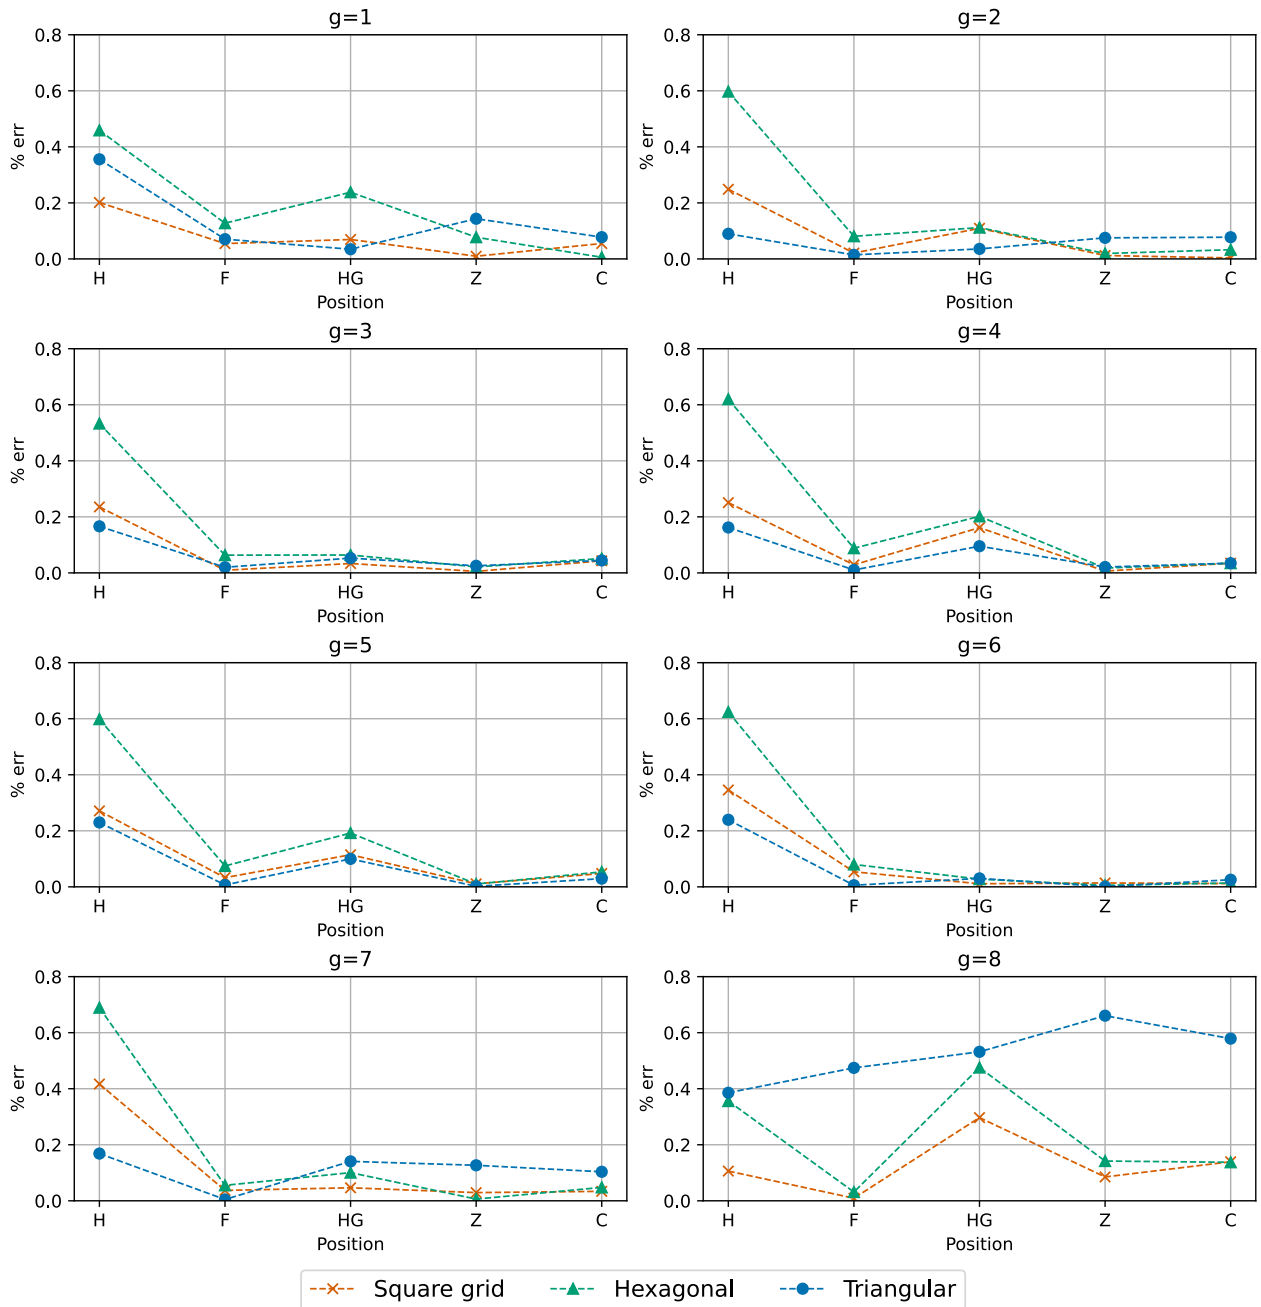 g=1
0.8
0.6
0.4
0.2
0.0
% err
H F HG Z C
Position
g=2
0.8
0.6
0.4
0.2
0.0
% err
H F HG Z C
Position
g=3
0.8
0.6
0.4
0.2
0.0
% err
H F HG Z C
Position
g=4
0.8
0.6
0.4
0.2
0.0
% err
H F HG Z C
Position
g=5
0.8
0.6
0.4
0.2
0.0
% err
H F HG Z C
Position
g=6
0.8
0.6
0.4
0.2
0.0
% err
H F HG Z C
Position
g=7
0.8
0.6
0.4
0.2
0.0
% err
H F HG Z C
Position
g=8
0.8
0.6
0.4
0.2
0.0
% err
H F HG Z C
Position
Square grid Hexagonal Triangular